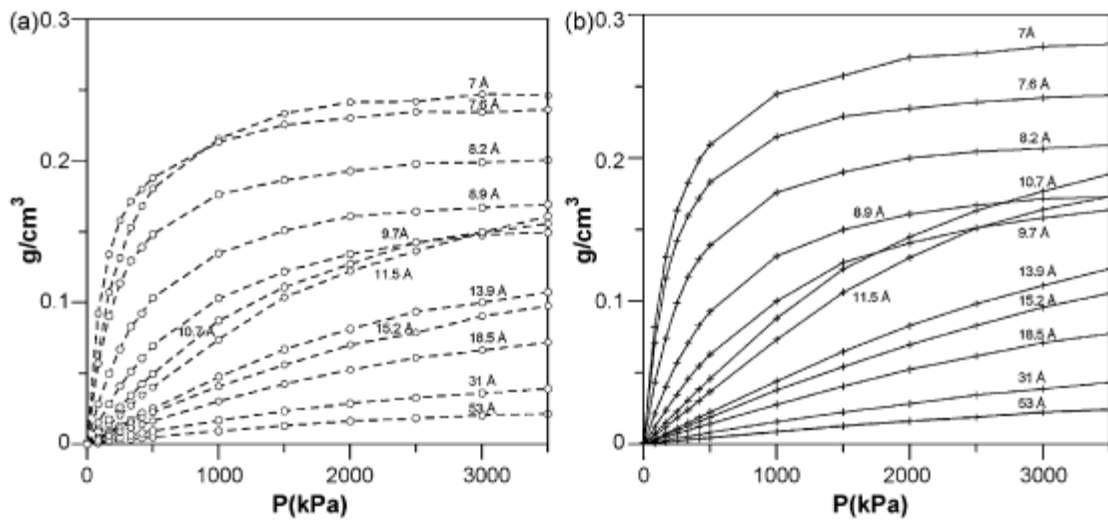 (a)
0.3
0.2
0.1
0
g/cm³
7 Å
7.6 Å
8.2 Å
8.9 Å
9.7Å
11.5 Å
10.7 Å
13.9 Å
15.2 Å
18.5 Å
31 Å
53 Å
0 1000 2000 3000
P(kPa)
(b)
0.3
0.2
0.1
0
g/cm³
7Å
7.6 Å
8.2 Å
10.7 Å
8.9 Å
9.7 Å
13.9 Å
11.5 Å
15.2 Å
18.5 Å
31 Å
53 Å
0 1000 2000 3000
P(kPa)